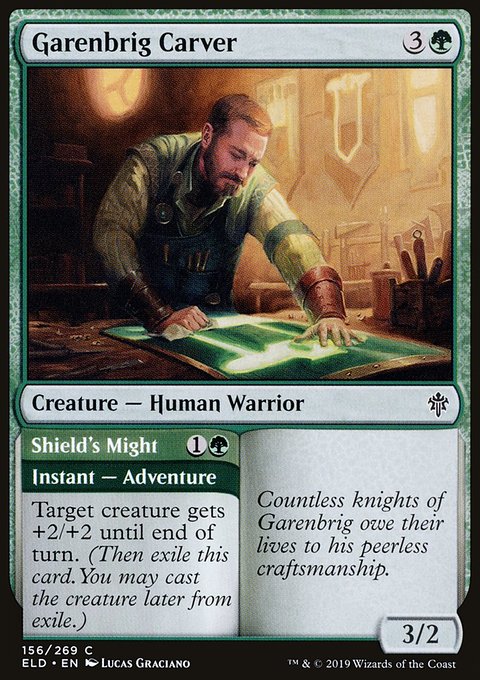 Garenbrig Carver 3
Creature — Human Warrior
Shield's Might 1
Instant — Adventure
Target creature gets
+2/+2 until end of
turn. (Then exile this
card. You may cast
the creature later from
exile.)
Countless knights of
Garenbrig owe their
lives to his peerless
craftsmanship.
3/2
156/269 C
ELD • EN Lucas Graciano
™ & © 2019 Wizards of the Coast